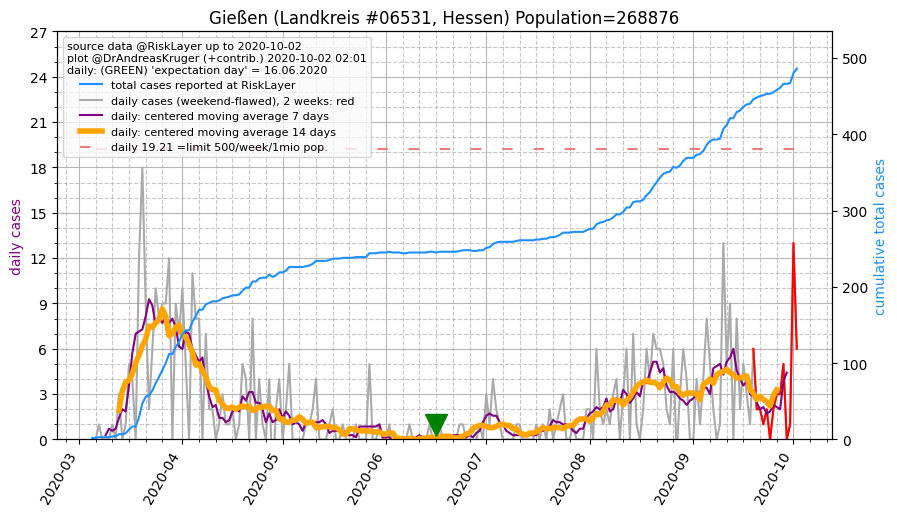 Gießen (Landkreis #06531, Hessen) Population=268876
source data @RiskLayer up to 2020-10-02
plot @DrAndreasKruger (+contrib.) 2020-10-02 02:01
daily: (GREEN) 'expectation day' = 16.06.2020
total cases reported at RiskLayer
daily cases (weekend-flawed), 2 weeks: red
daily: centered moving average 7 days
daily: centered moving average 14 days
daily 19.21 =limit 500/week/1mio pop.
daily cases
27
24
21
18
15
12
9
6
3
0
cumulative total cases
500
400
300
200
100
0
2020-03
2020-04
2020-05
2020-06
2020-07
2020-08
2020-09
2020-10